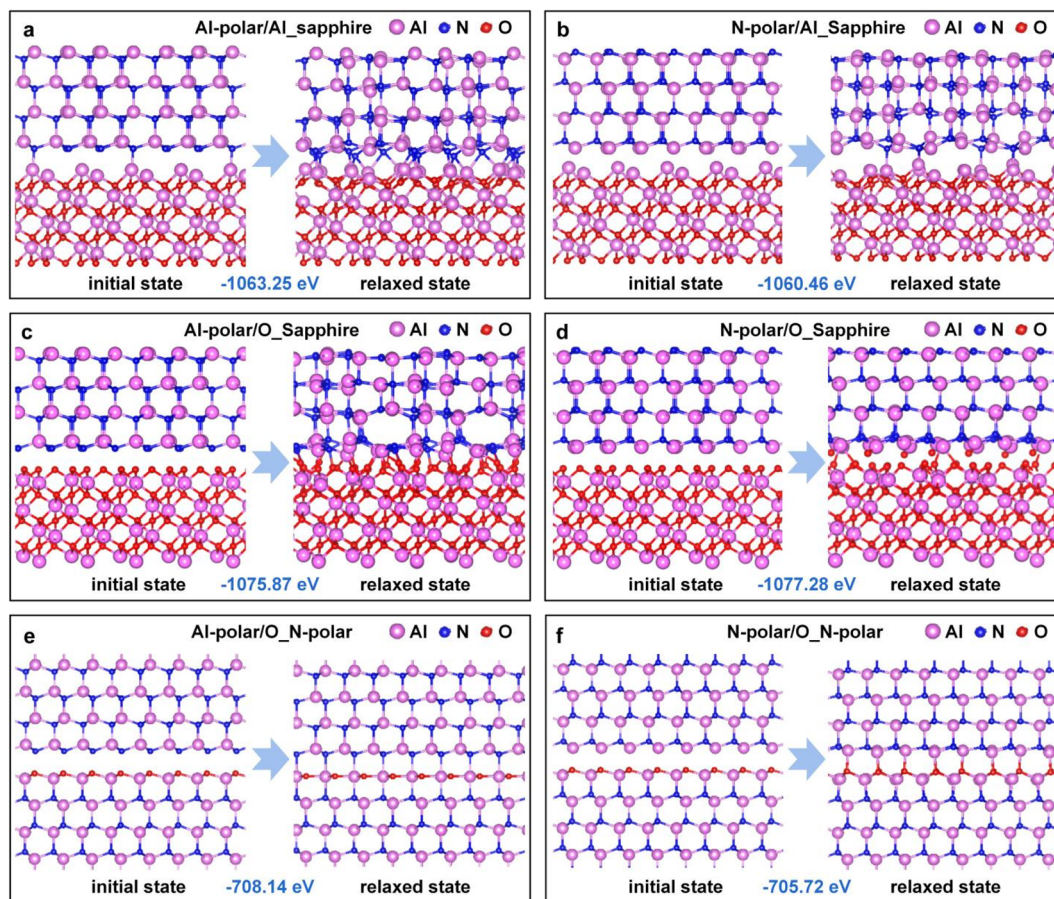 a Al-polar/Al_sapphire Al N O
initial state -1063.25 eV relaxed state
b N-polar/Al_Sapphire Al N O
initial state -1060.46 eV relaxed state
c Al-polar/O_Sapphire Al N O
initial state -1075.87 eV relaxed state
d N-polar/O_Sapphire Al N O
initial state -1077.28 eV relaxed state
e Al-polar/O_N-polar Al N O
initial state -708.14 eV relaxed state
f N-polar/O_N-polar Al N O
initial state -705.72 eV relaxed state